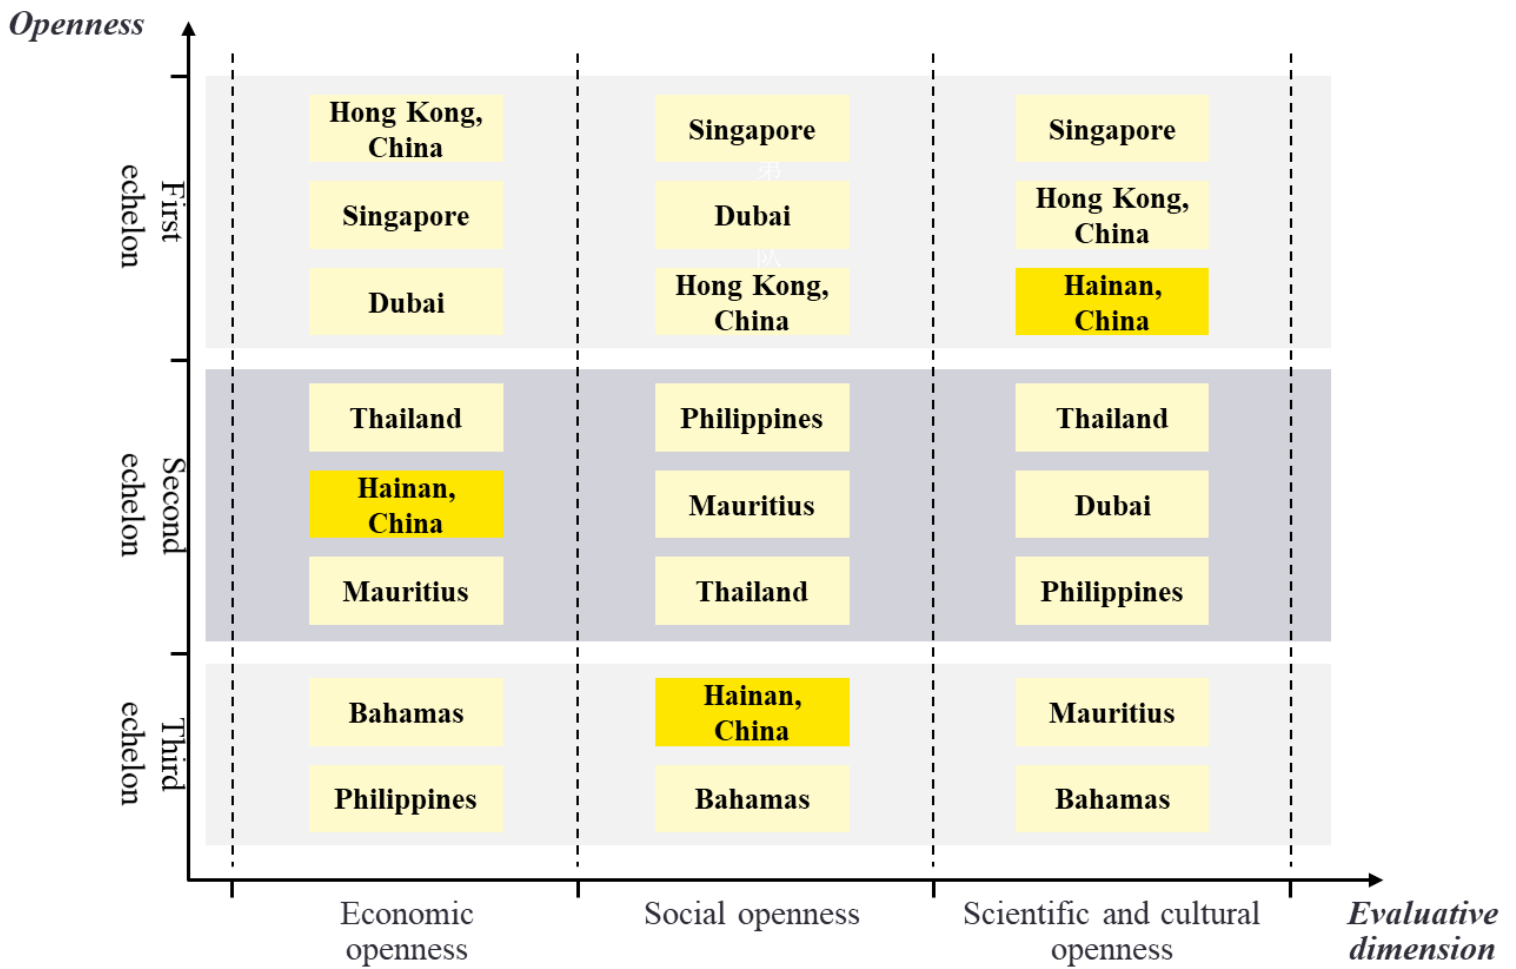 Openness
First
echelon
Hong Kong,
China
Singapore
Singapore
弟
Singapore
Dubai
Hong Kong,
China
队
Dubai
Hong Kong,
China
Hainan,
China
Second
echelon
Thailand
Philippines
Thailand
Hainan,
China
Mauritius
Dubai
Mauritius
Thailand
Philippines
Third
echelon
Bahamas
Hainan,
China
Mauritius
Philippines
Bahamas
Bahamas
Economic
openness
Social openness
Scientific and cultural
openness
Evaluative
dimension